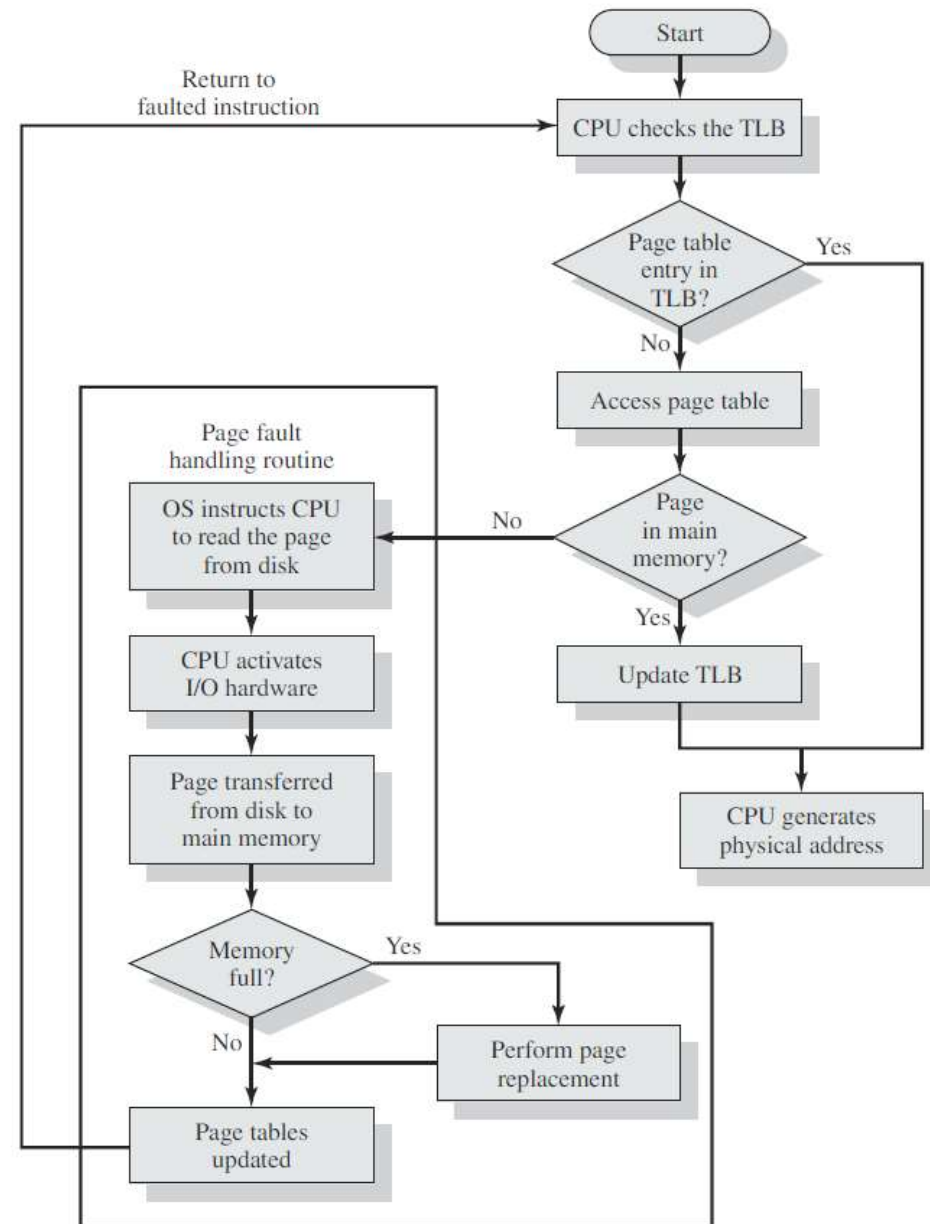 Start
Return to
faulted instruction
CPU checks the TLB
Page table
entry in
TLB?
Yes
No
Access page table
Page fault
handling routine
OS instructs CPU
to read the page
from disk
No
Page
in main
memory?
Yes
CPU activates
I/O hardware
Update TLB
Page transferred
from disk to
main memory
CPU generates
physical address
Memory
full?
Yes
No
Perform page
replacement
Page tables
updated